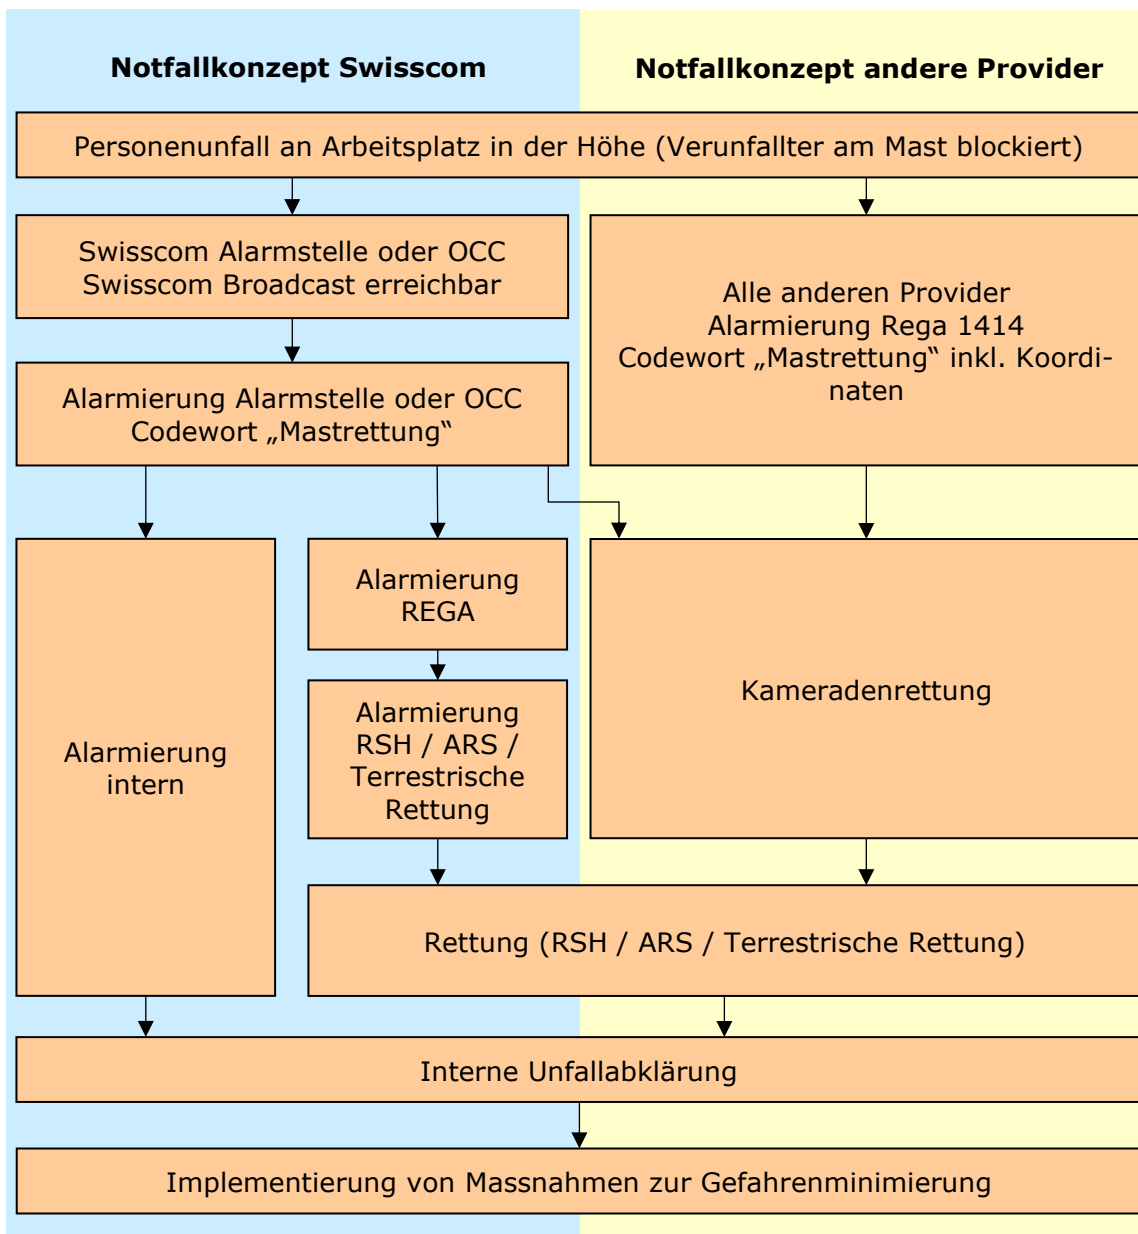 Notfallkonzept Swisscom
Notfallkonzept andere Provider
Personenunfall an Arbeitsplatz in der Höhe (Verunfallter am Mast blockiert)
Swisscom Alarmstelle oder OCC
Swisscom Broadcast erreichbar
Alle anderen Provider
Alarmierung Rega 1414
Codewort „Mastrettung“ inkl. Koordi-
naten
Alarmierung Alarmstelle oder OCC
Codewort „Mastrettung“
Alarmierung
intern
Alarmierung
REGA
Alarmierung
RSH / ARS /
Terrestrische
Rettung
Kameradenrettung
Rettung (RSH / ARS / Terrestrische Rettung)
Interne Unfallabklärung
Implementierung von Massnahmen zur Gefahrenminimierung